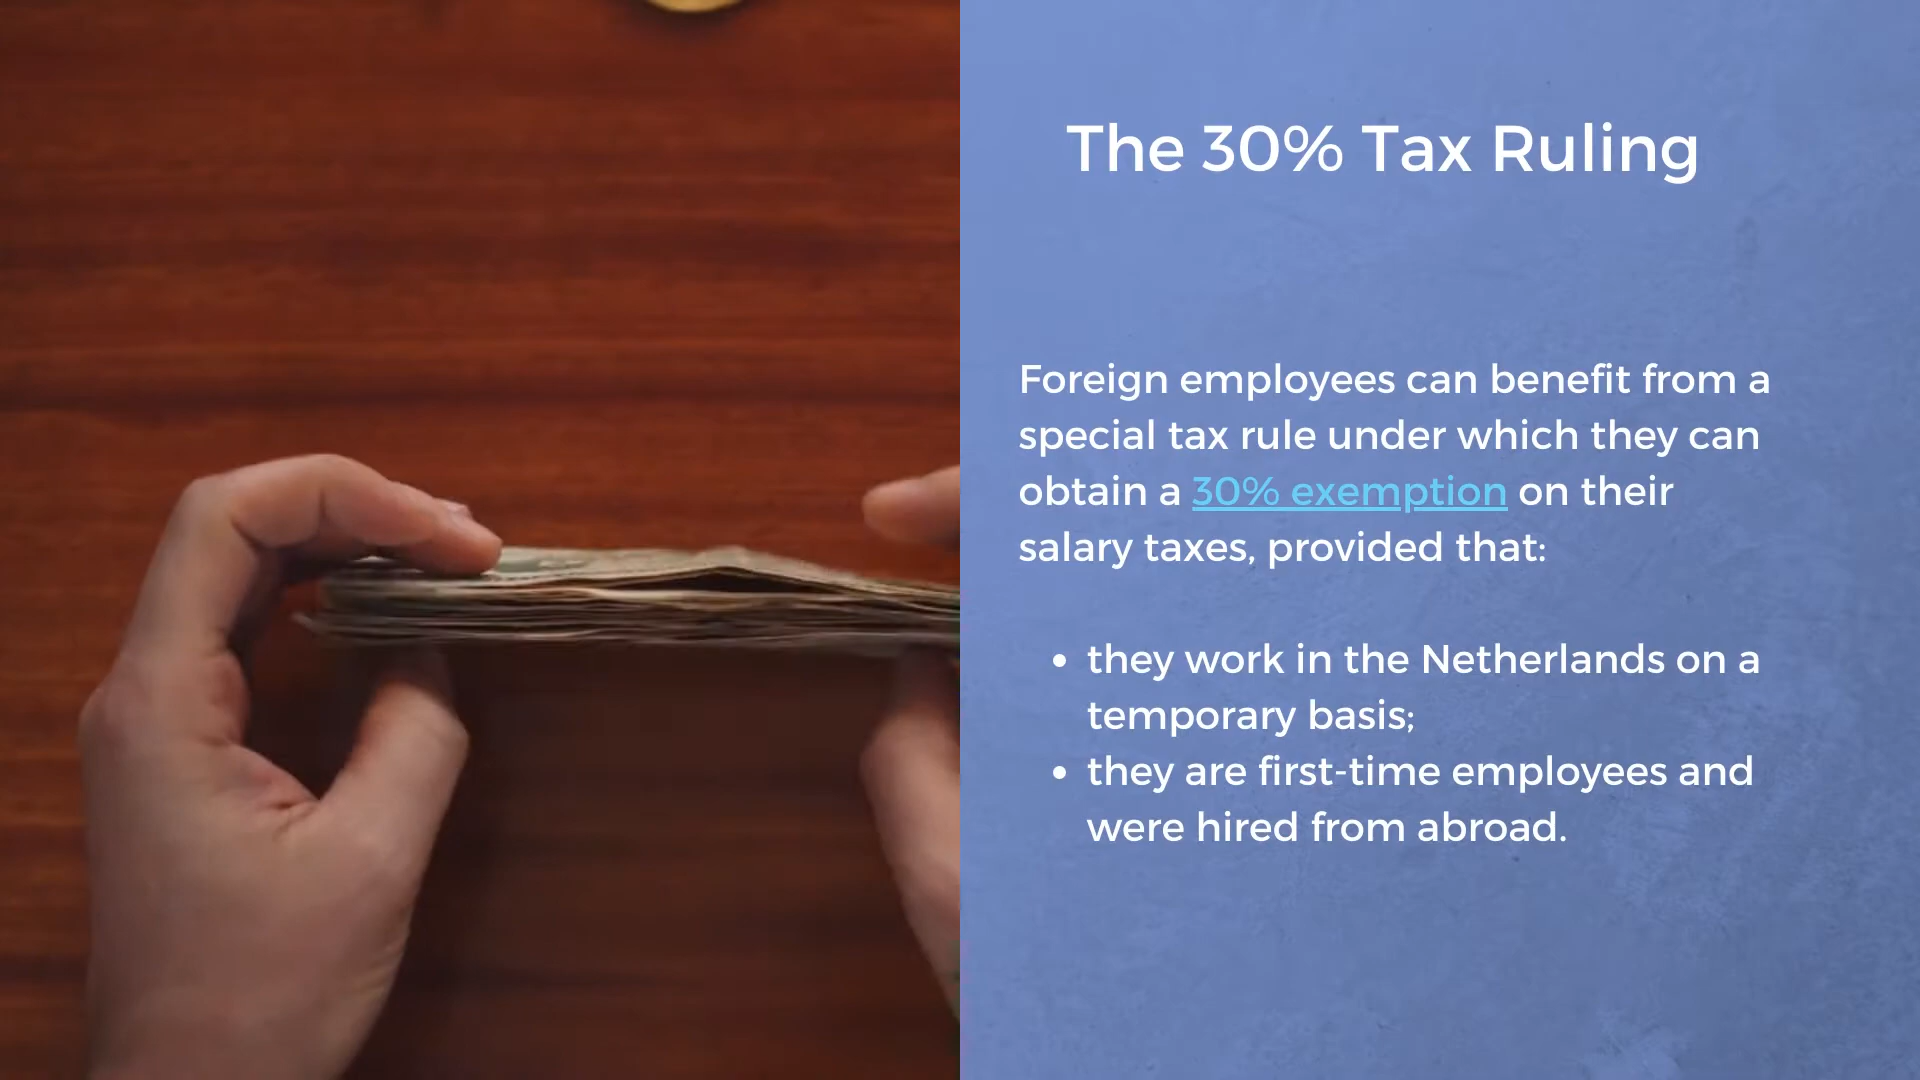 The 30% Tax Ruling
Foreign employees can benefit from a
special tax rule under which they can
obtain a 30% exemption on their
salary taxes, provided that:
• they work in the Netherlands on a
temporary basis;
• they are first-time employees and
were hired from abroad.